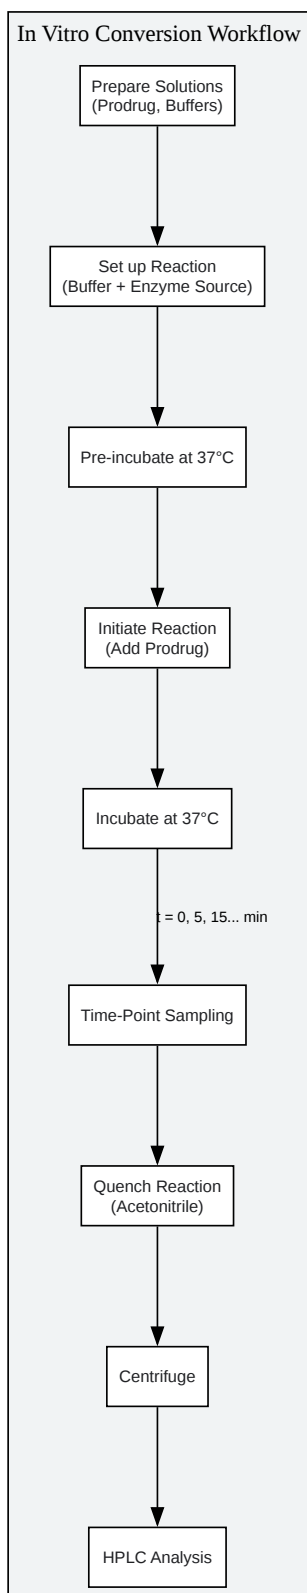 In Vitro Conversion Workflow
Prepare Solutions
(Prodrug, Buffers)
Set up Reaction
(Buffer + Enzyme Source)
Pre-incubate at 37°C
Initiate Reaction
(Add Prodrug)
Incubate at 37°C
t = 0, 5, 15... min
Time-Point Sampling
Quench Reaction
(Acetonitrile)
Centrifuge
HPLC Analysis